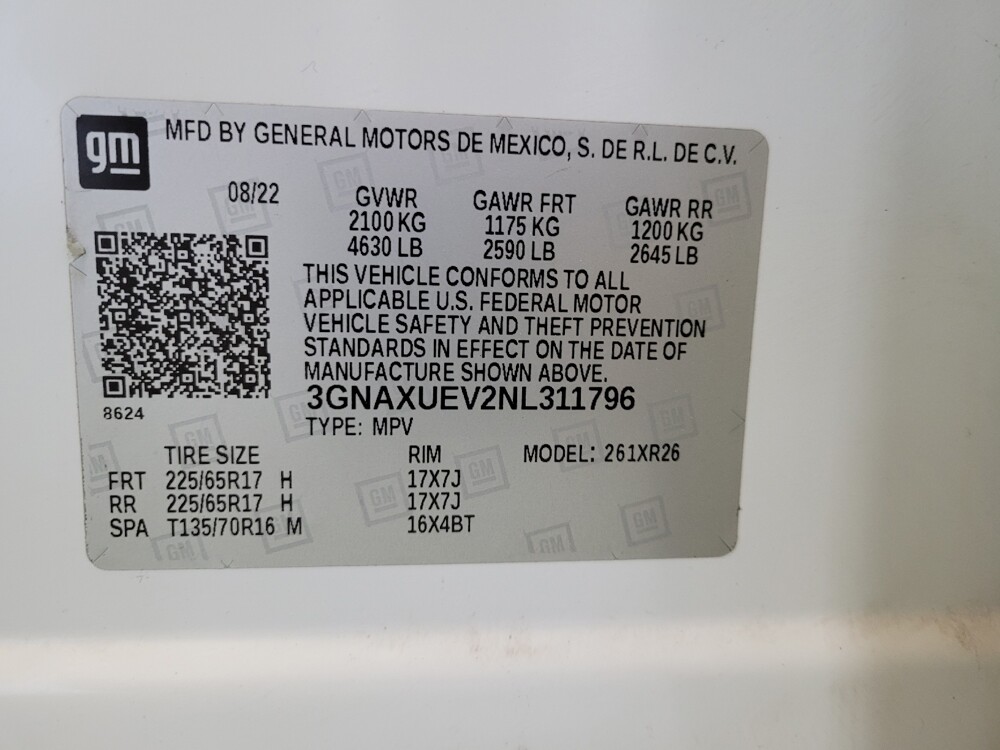 gm MFD BY GENERAL MOTORS DE MEXICO, S. DE R.L. DE C.V.
08/22 GVWR GAWR FRT GAWR RR
2100 KG 1175 KG 1200 KG
4630 LB 2590 LB 2645 LB
THIS VEHICLE CONFORMS TO ALL
APPLICABLE U.S. FEDERAL MOTOR
VEHICLE SAFETY AND THEFT PREVENTION
STANDARDS IN EFFECT ON THE DATE OF
MANUFACTURE SHOWN ABOVE.
8624
3GNAXUEV2NL311796
TYPE: MPV
TIRE SIZE RIM MODEL: 261XR26
FRT 225/65R17 H 17X7J
RR 225/65R17 H 17X7J
SPA T135/70R16 M 16X4BT